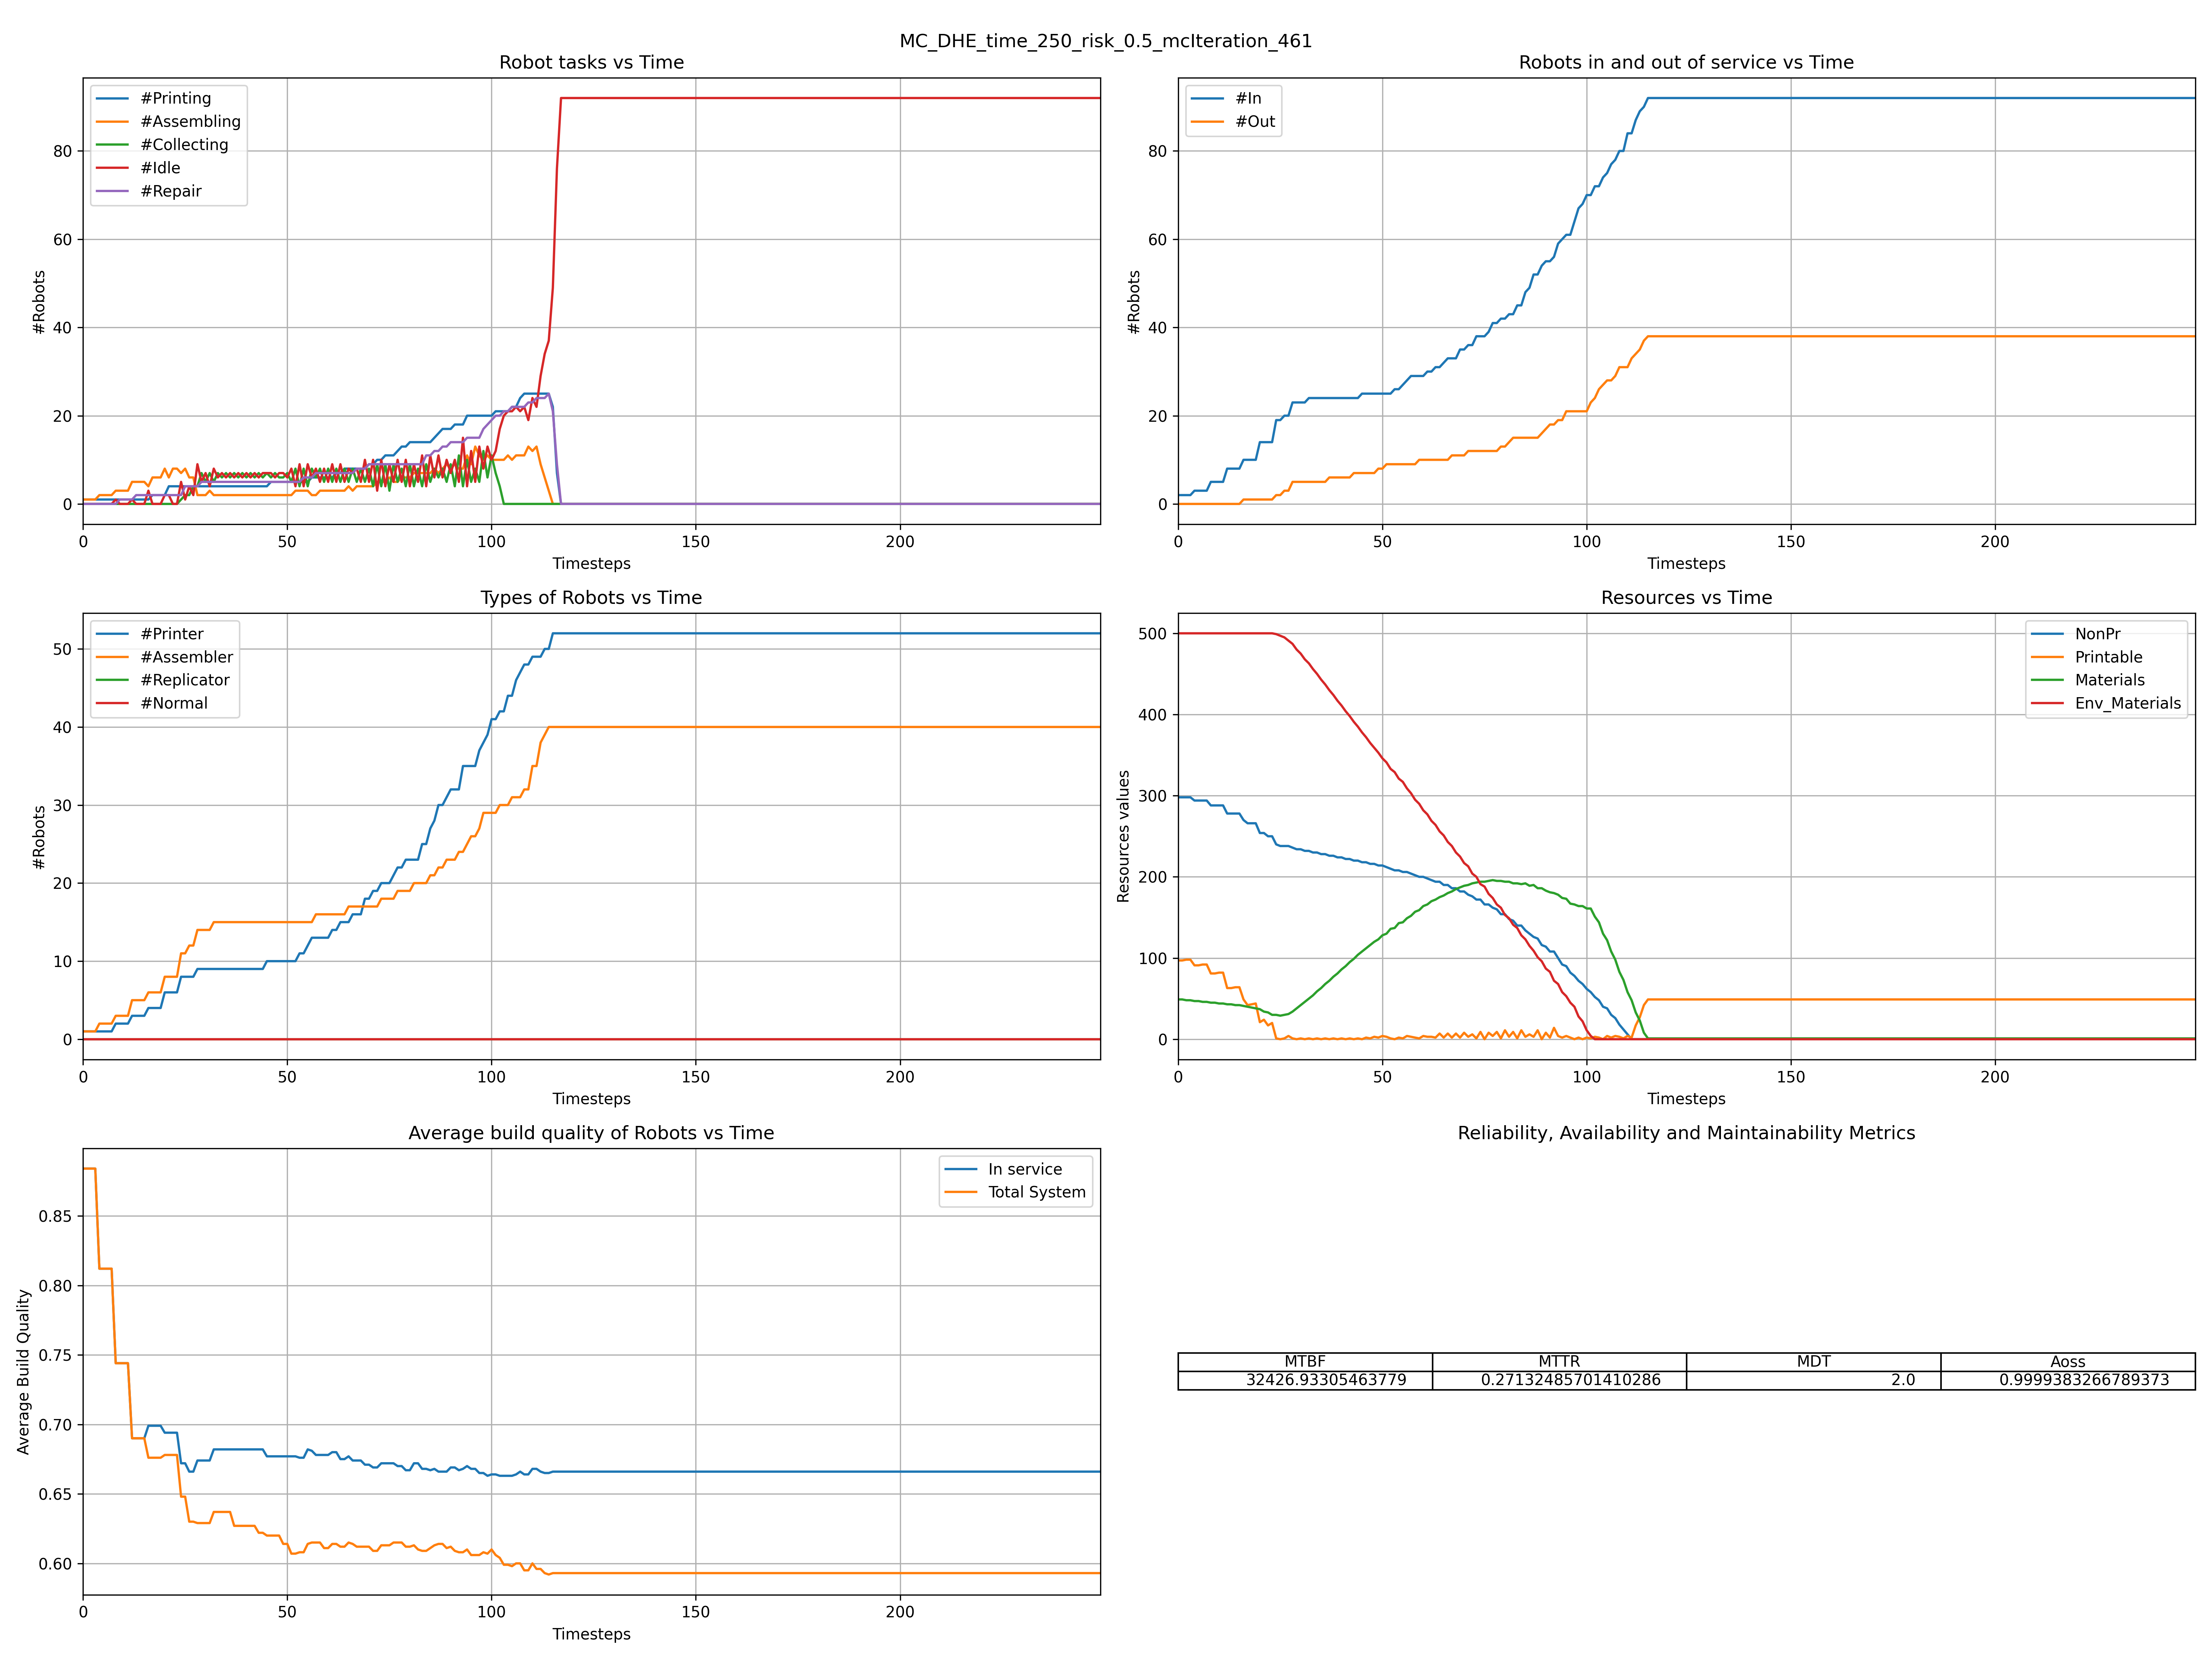 MC_DHE_time_250_risk_0.5_mcIteration_461
Robot tasks vs Time
#Printing
#Assembling
#Collecting
#Idle
#Repair
80
60
40
20
0
#Robots
0 50 100 150 200
Timesteps
Robots in and out of service vs Time
#In
#Out
80
60
40
20
0
#Robots
0 50 100 150 200
Timesteps
Types of Robots vs Time
#Printer
#Assembler
#Replicator
#Normal
50
40
30
20
10
0
#Robots
0 50 100 150 200
Timesteps
Resources vs Time
NonPr
Printable
Materials
Env_Materials
500
400
300
200
100
0
Resources values
0 50 100 150 200
Timesteps
Average build quality of Robots vs Time
In service
Total System
0.85
0.80
0.75
0.70
0.65
0.60
Average Build Quality
0 50 100 150 200
Timesteps
Reliability, Availability and Maintainability Metrics
MTBF MTTR MDT Aoss
32426.93305463779 0.27132485701410286 2.0 0.9999383266789373